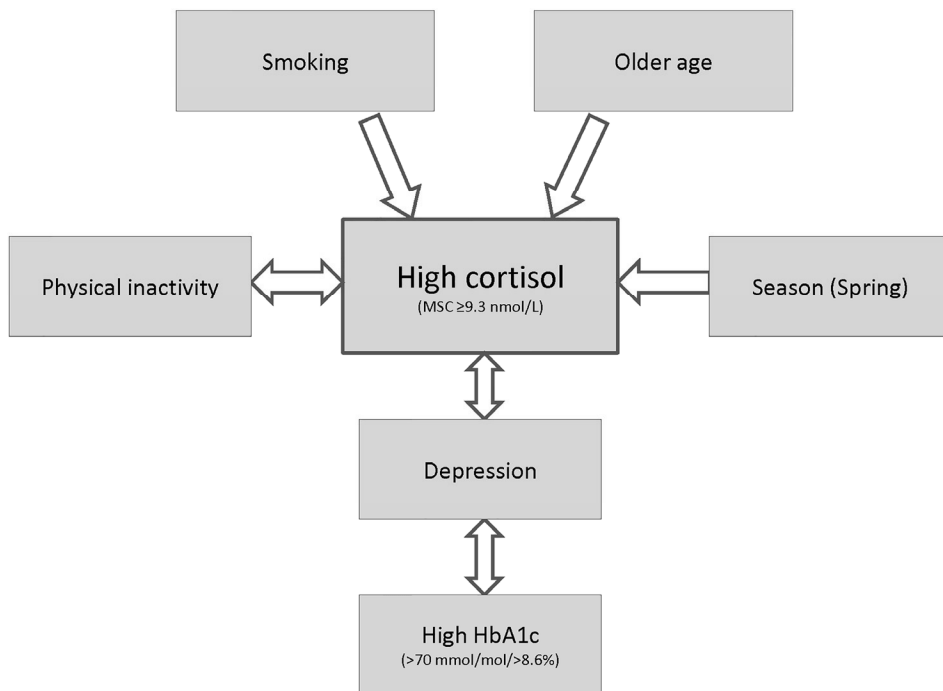 Smoking
Older age
Physical inactivity
High cortisol
(MSC ≥9.3 nmol/L)
Season (Spring)
Depression
High HbA1c
(>70 mmol/mol/>8.6%)